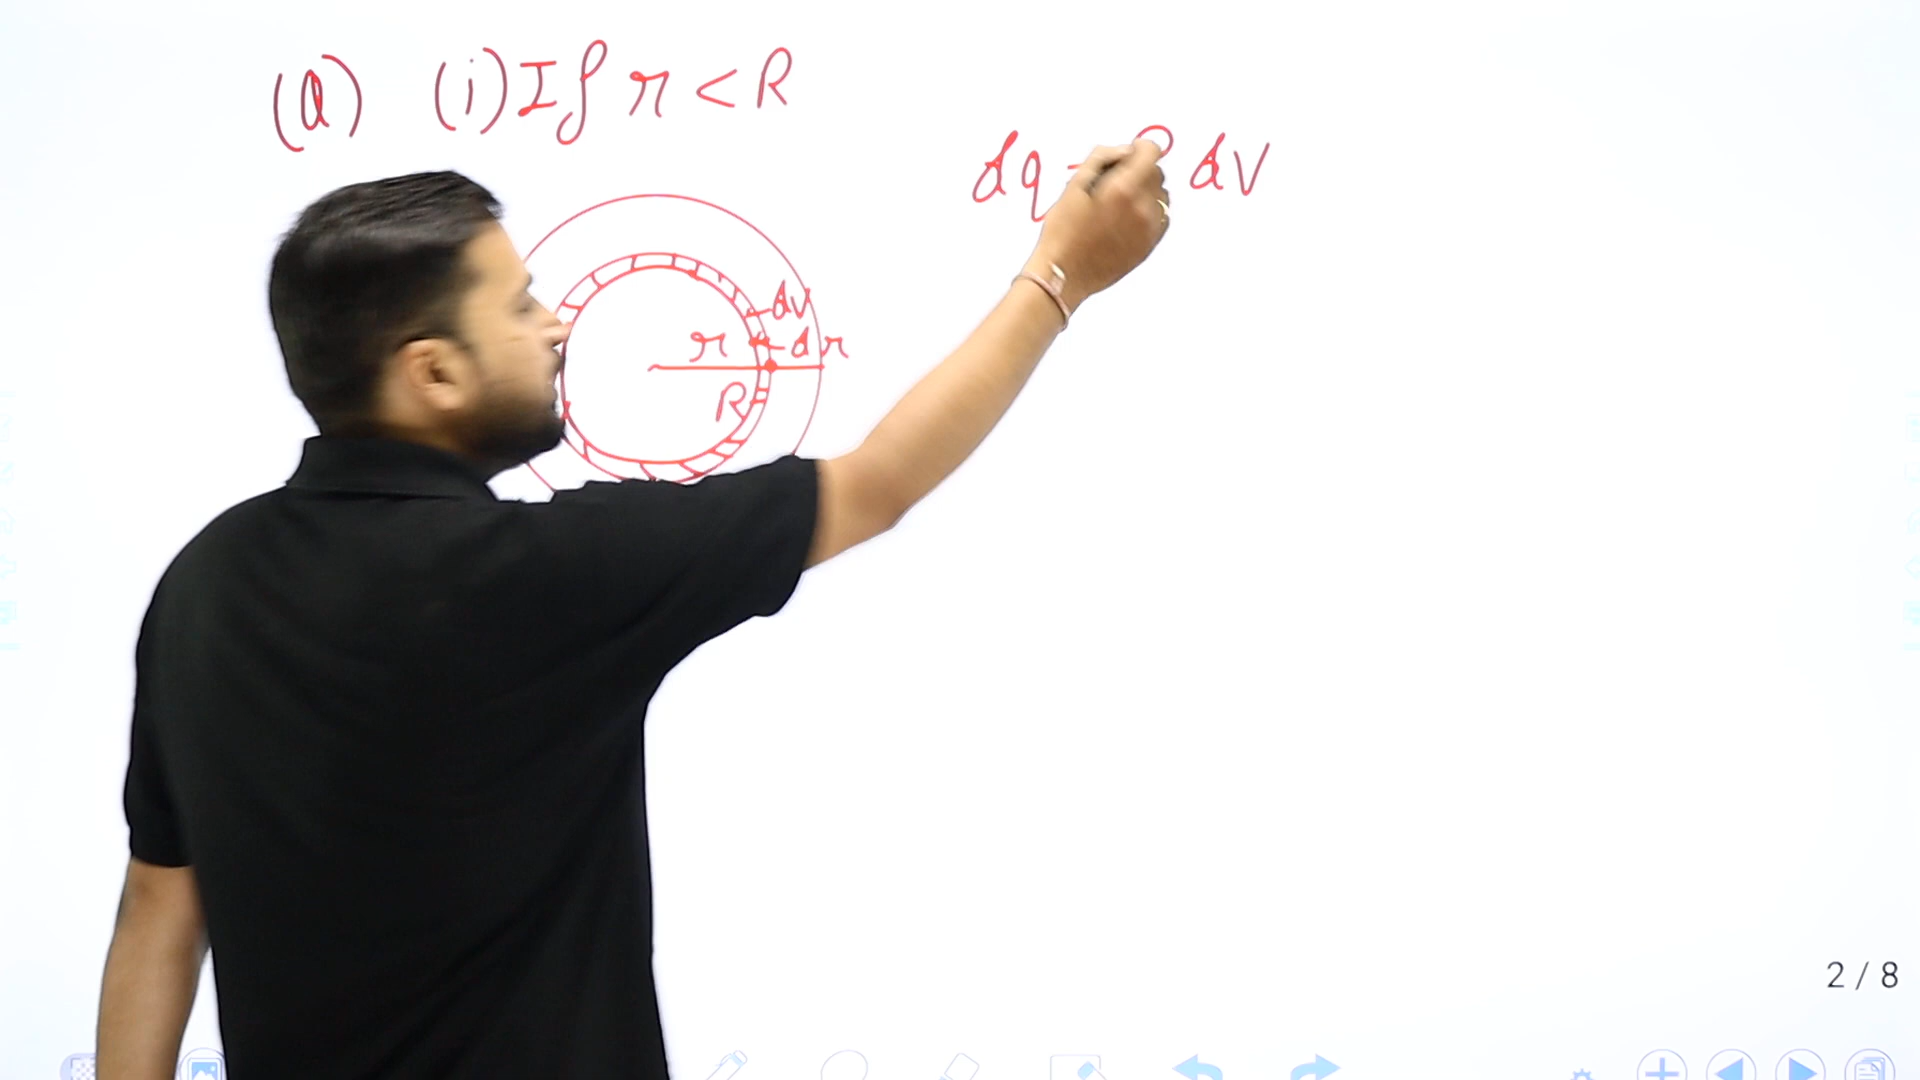 (a) (i) If r < R
dq = ρ dV
dV
r dr
R
2 / 8